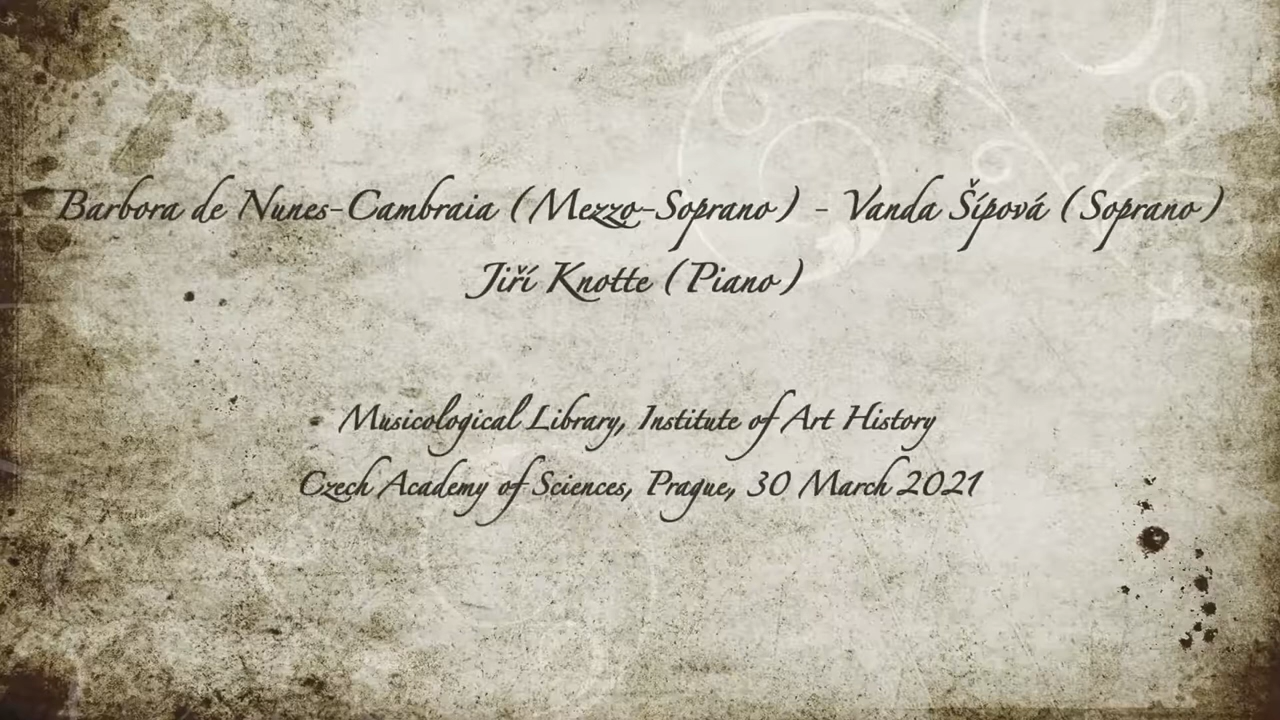 Barbora de Nunes-Cambraia (Mezzo-Soprano) - Vanda Šípová (Soprano)
Jiří Knotte (Piano)
Musicological Library, Institute of Art History
Czech Academy of Sciences, Prague, 30 March 2021